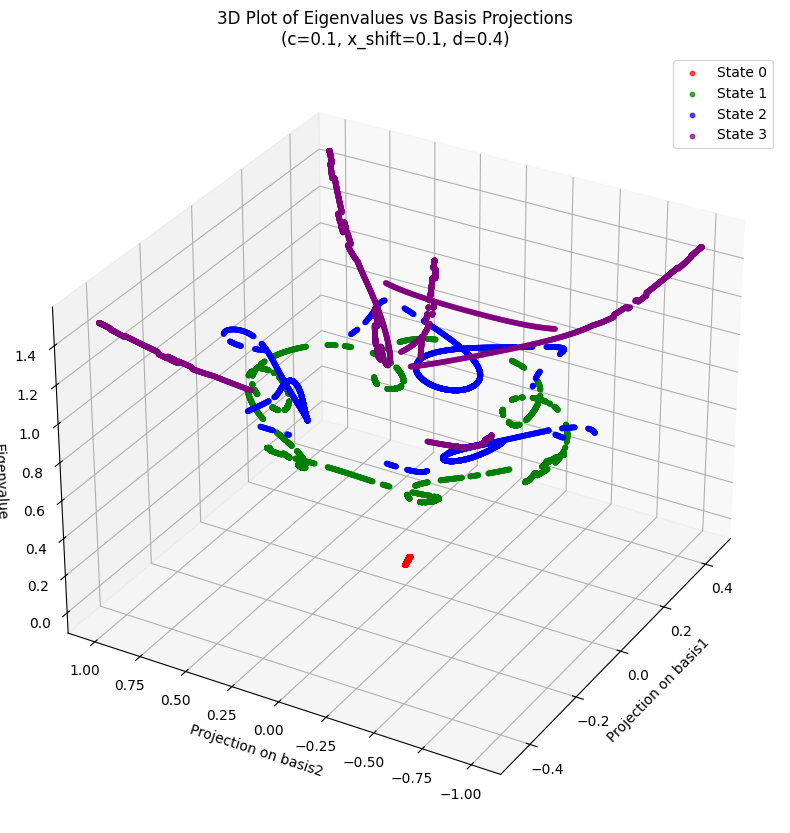 3D Plot of Eigenvalues vs Basis Projections
(c=0.1, x_shift=0.1, d=0.4)
State 0
State 1
State 2
State 3
1.4
1.2
1.0
0.8
0.6
0.4
0.2
0.0
Eigenvalue
1.00
0.75
0.50
0.25
0.00
−0.25
−0.50
−0.75
−1.00
Projection on basis2
0.4
0.2
0.0
−0.2
−0.4
Projection on basis1